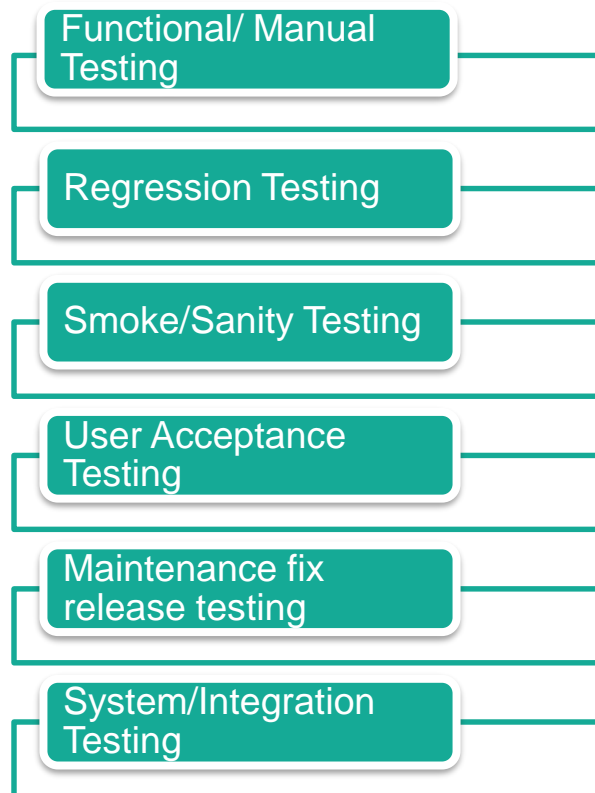 Functional/ Manual
Testing
Regression Testing
Smoke/Sanity Testing
User Acceptance
Testing
Maintenance fix
release testing
System/Integration
Testing